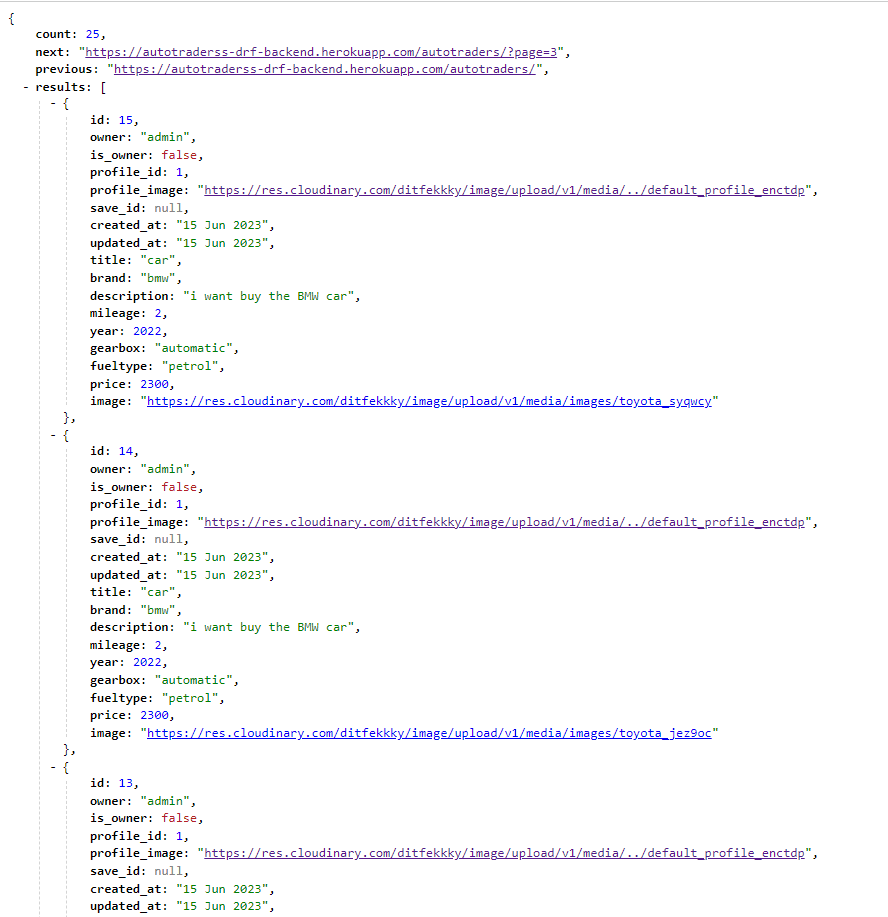 {
count: 25,
next: "https://autotraderss-drf-backend.herokuapp.com/autotraders/?page=3",
previous: "https://autotraderss-drf-backend.herokuapp.com/autotraders/",
- results: [
- {
id: 15,
owner: "admin",
is_owner: false,
profile_id: 1,
profile_image: "https://res.cloudinary.com/ditfekkky/image/upload/v1/media/../default_profile_enctdp",
save_id: null,
created_at: "15 Jun 2023",
updated_at: "15 Jun 2023",
title: "car",
brand: "bmw",
description: "i want buy the BMW car",
mileage: 2,
year: 2022,
gearbox: "automatic",
fueltype: "petrol",
price: 2300,
image: "https://res.cloudinary.com/ditfekkky/image/upload/v1/media/images/toyota_syqwcy"
},
- {
id: 14,
owner: "admin",
is_owner: false,
profile_id: 1,
profile_image: "https://res.cloudinary.com/ditfekkky/image/upload/v1/media/../default_profile_enctdp",
save_id: null,
created_at: "15 Jun 2023",
updated_at: "15 Jun 2023",
title: "car",
brand: "bmw",
description: "i want buy the BMW car",
mileage: 2,
year: 2022,
gearbox: "automatic",
fueltype: "petrol",
price: 2300,
image: "https://res.cloudinary.com/ditfekkky/image/upload/v1/media/images/toyota_jez9oc"
},
- {
id: 13,
owner: "admin",
is_owner: false,
profile_id: 1,
profile_image: "https://res.cloudinary.com/ditfekkky/image/upload/v1/media/../default_profile_enctdp",
save_id: null,
created_at: "15 Jun 2023",
updated_at: "15 Jun 2023",